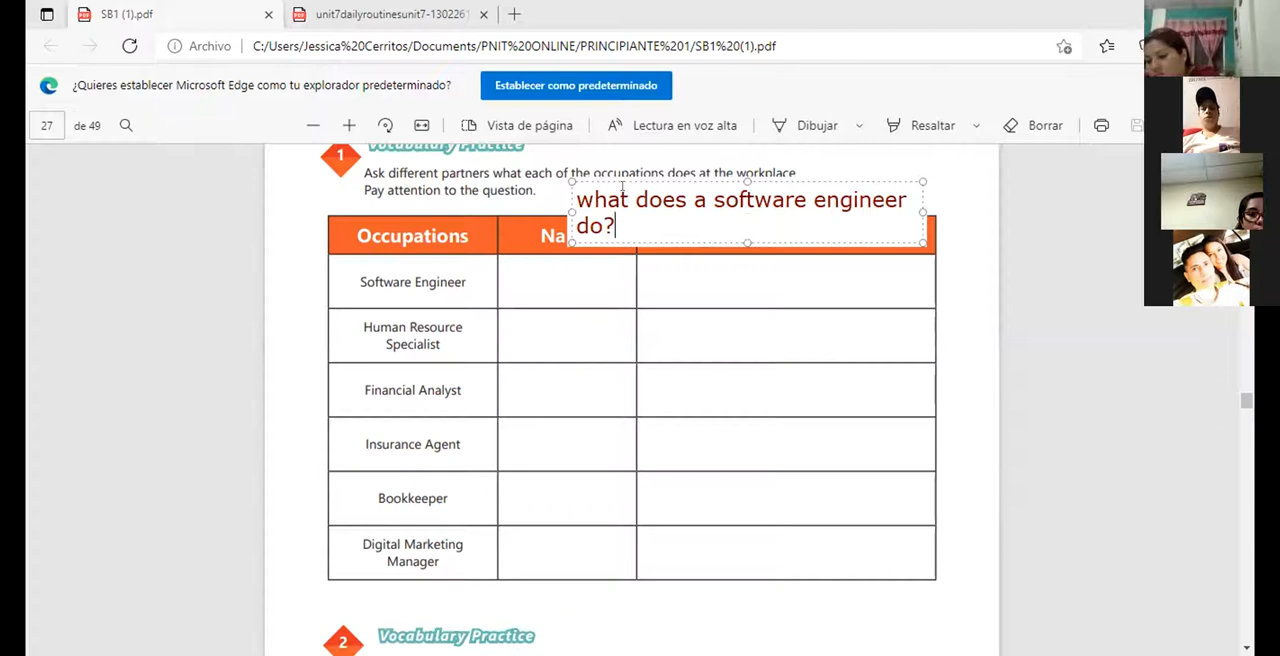 SB1 (1).pdf
unit7dailyroutinesunit7-130226
Archivo
C:/Users/Jessica%20Cerritos/Documents/PNIT%20ONLINE/PRINCIPIANTE%201/SB1%20(1).pdf
¿Quieres establecer Microsoft Edge como tu explorador predeterminado?
Establecer como predeterminado
27 de 49
Vista de página
Lectura en voz alta
Dibujar
Resaltar
Borrar
1 Vocabulary Practice
Ask different partners what each of the occupations does at the workplace
Pay attention to the question.
what does a software engineer
do?
Occupations
Na
Software Engineer
Human Resource
Specialist
Financial Analyst
Insurance Agent
Bookkeeper
Digital Marketing
Manager
2 Vocabulary Practice